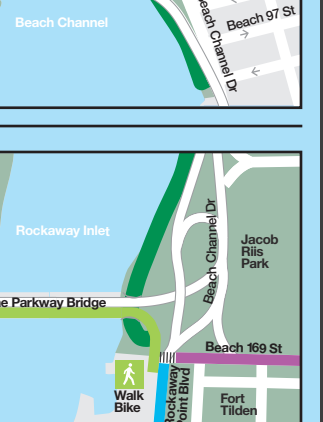 Beach Channel
Beach Channel Dr
Beach 97 St
Rockaway Inlet
Beach Channel Dr
Jacob
Riis
Park
Parkway Bridge
Beach 169 St
Walk
Bike
Rockaway
Point Blvd
Fort
Tilden